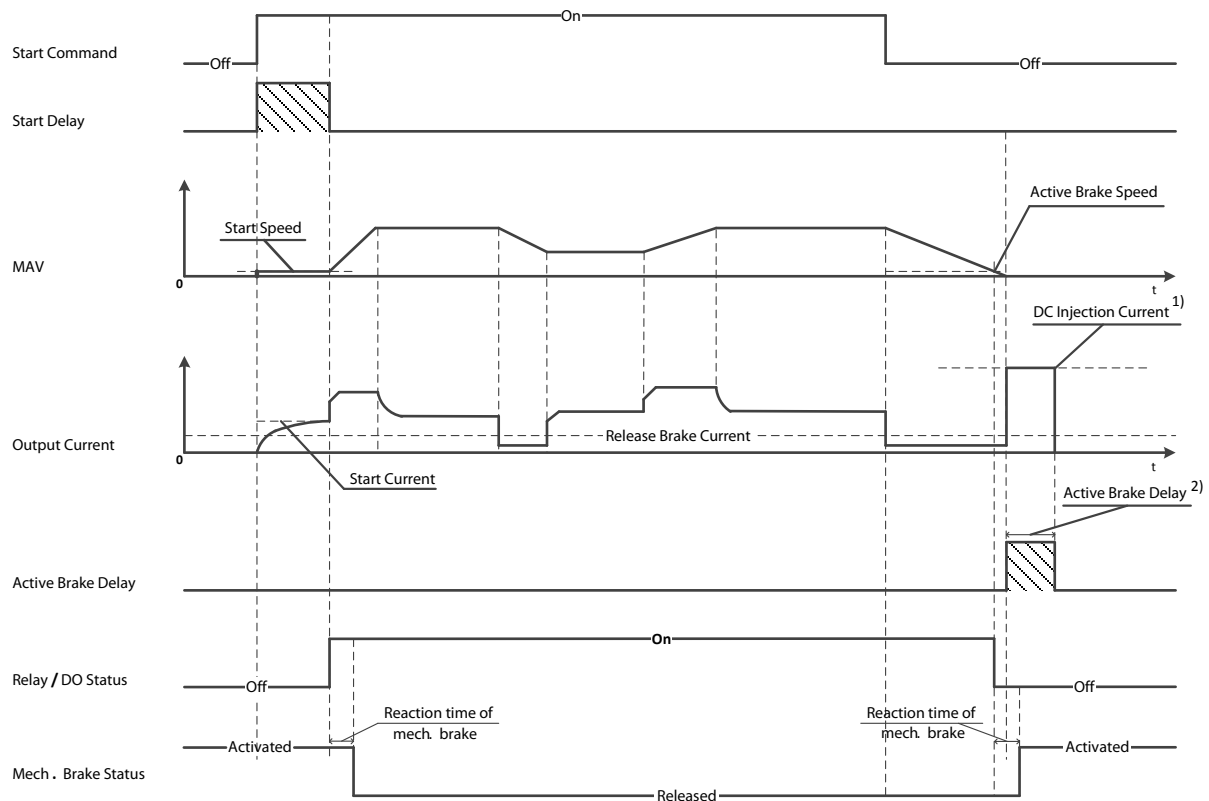 On
Start Command
Off
Off
Start Delay
Active Brake Speed
Start Speed
MAV
0
t
DC Injection Current 1)
Release Brake Current
Output Current
0
t
Start Current
Active Brake Delay 2)
Active Brake Delay
On
Relay / DO Status
Off
Off
Reaction time of
mech. brake
Reaction time of
mech. brake
Activated
Activated
Mech. Brake Status
Released